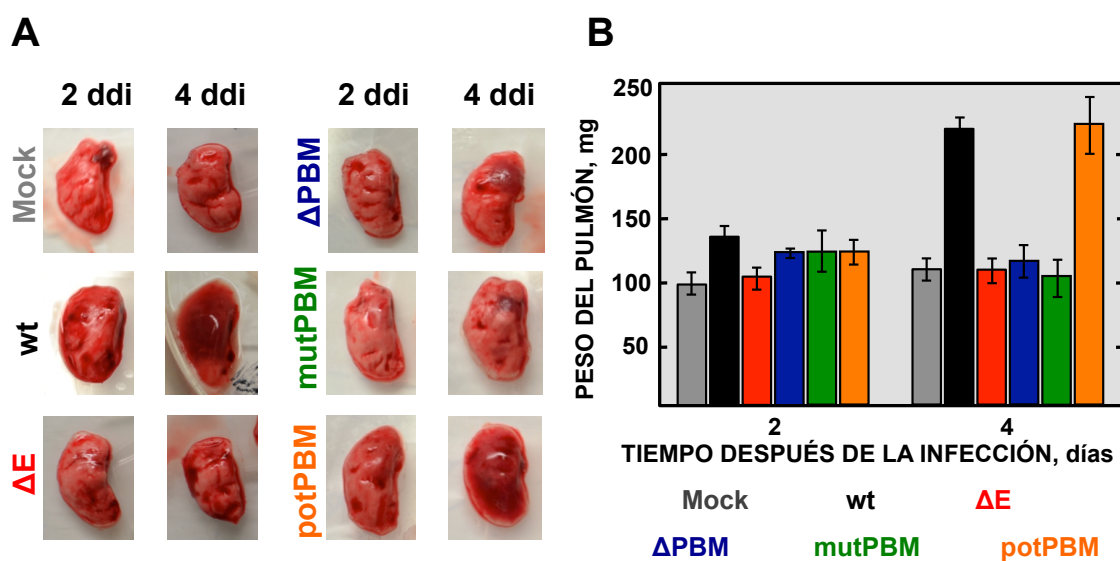 A
2 ddi 4 ddi 2 ddi 4 ddi
Mock
ΔPBM
wt
mutPBM
ΔE
potPBM
B
PESO DEL PULMÓN, mg
250
200
150
100
50
2 4
TIEMPO DESPUÉS DE LA INFECCIÓN, días
Mock wt ΔE
ΔPBM mutPBM potPBM